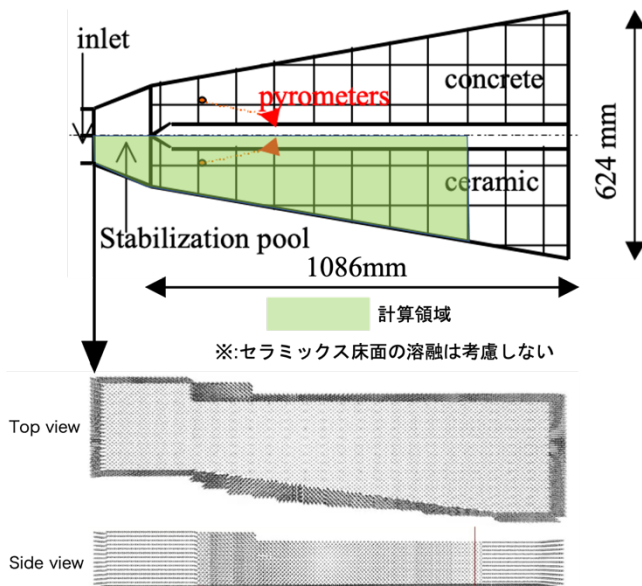 inlet
concrete
pyrometers
ceramic
624 mm
Stabilization pool
1086mm
計算領域
※:セラミックス床面の溶融は考慮しない
Top view
Side view